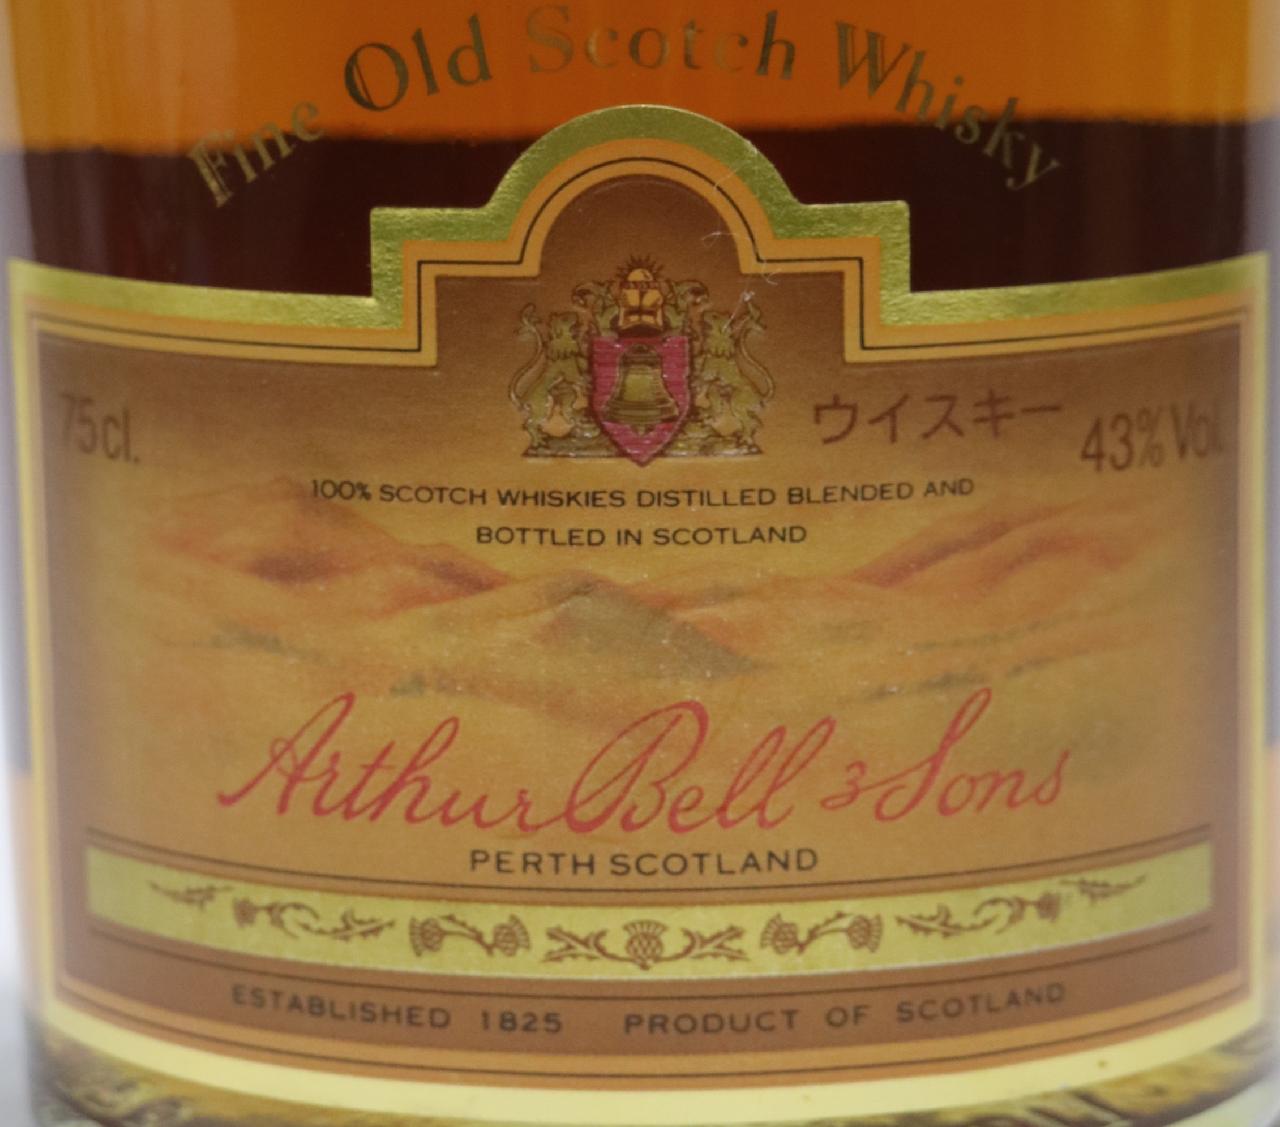 Fine Old Scotch Whisky
75cl.
ウイスキー
43% Vol.
100% SCOTCH WHISKIES DISTILLED BLENDED AND
BOTTLED IN SCOTLAND
Arthur Bell & Sons
PERTH SCOTLAND
ESTABLISHED 1825 PRODUCT OF SCOTLAND